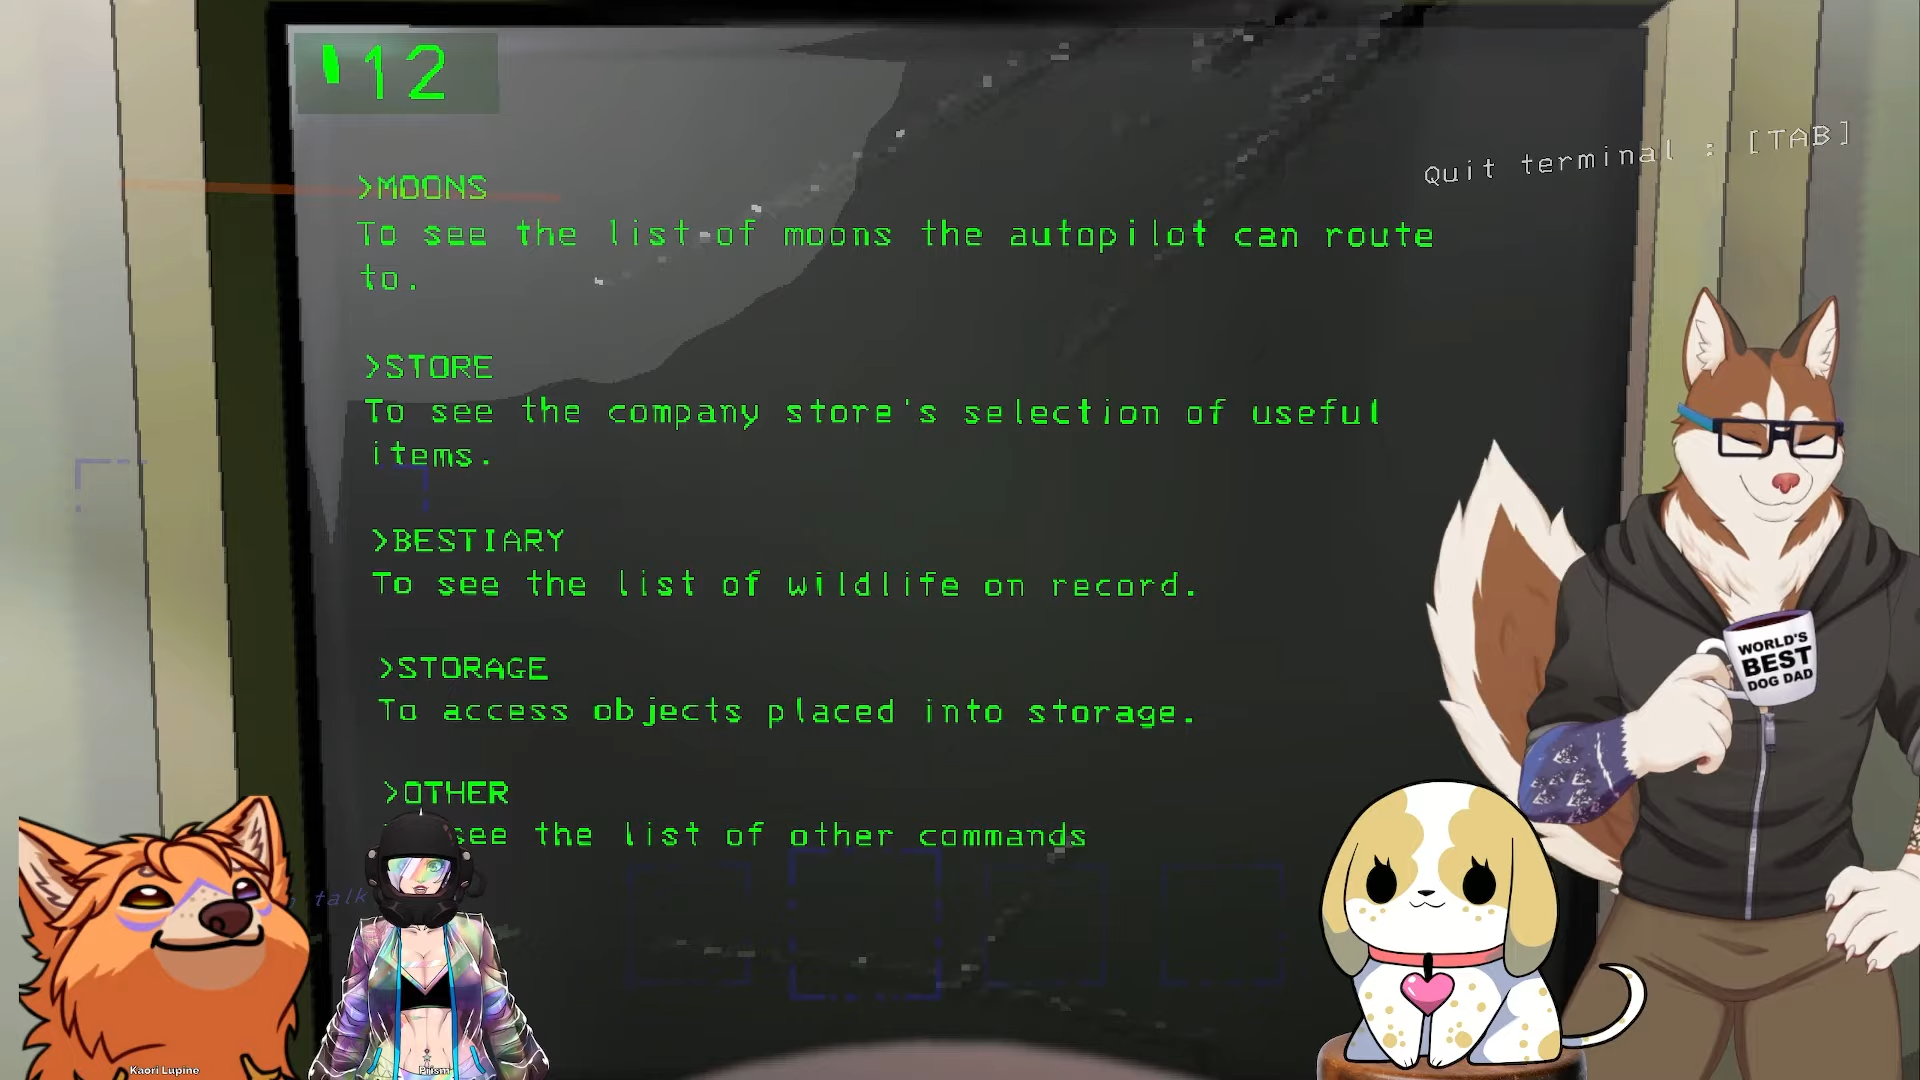 12
Quit terminal : [TAB]
>MOONS
To see the list of moons the autopilot can route
to.
>STORE
To see the company store's selection of useful
items.
>BESTIARY
To see the list of wildlife on record.
>STORAGE
To access objects placed into storage.
>OTHER
see the list of other commands
talk
WORLD'S
BEST
DOG DAD
Kaori Lupine
Prism